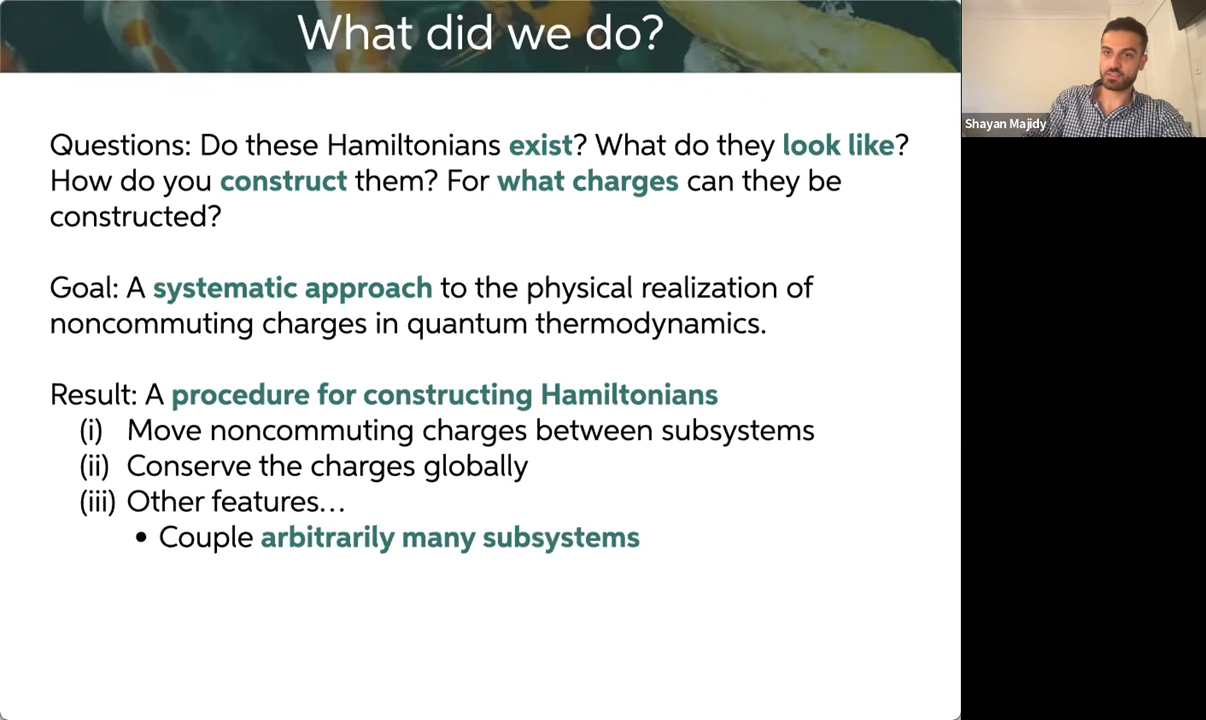 What did we do?
Shayan Majidy
Questions: Do these Hamiltonians exist? What do they look like?
How do you construct them? For what charges can they be
constructed?
Goal: A systematic approach to the physical realization of
noncommuting charges in quantum thermodynamics.
Result: A procedure for constructing Hamiltonians
(i) Move noncommuting charges between subsystems
(ii) Conserve the charges globally
(iii) Other features...
• Couple arbitrarily many subsystems